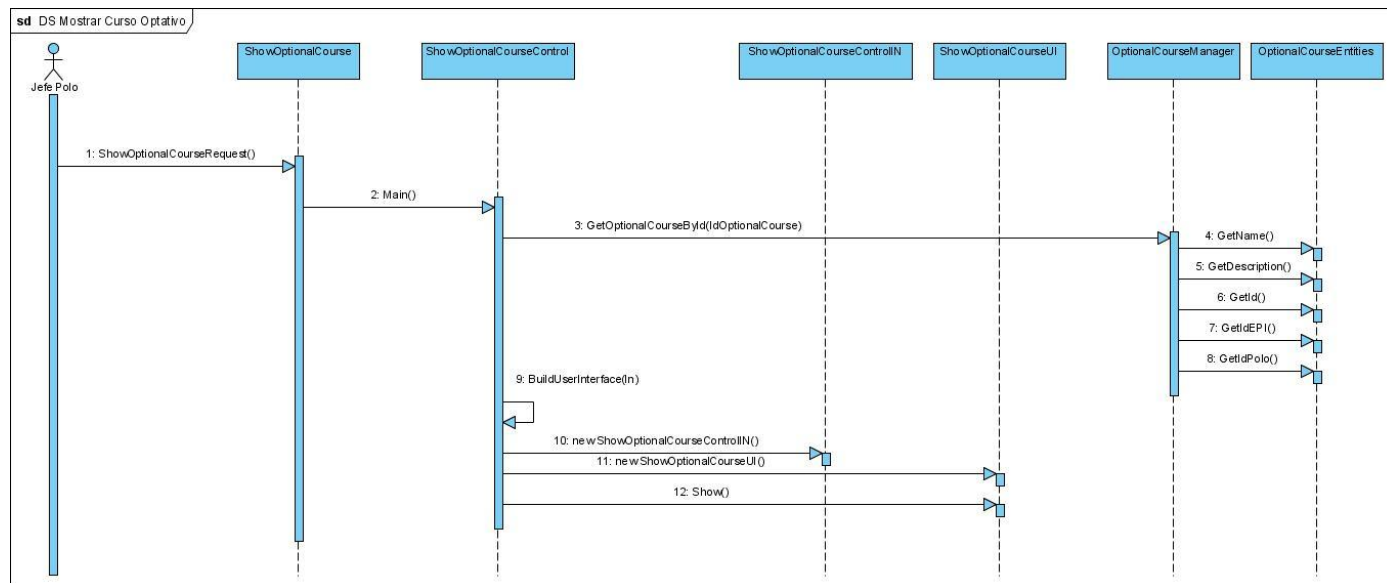 sd DS Mostrar Curso Optativo
Jefe Polo
ShowOptionalCourse
ShowOptionalCourseControl
ShowOptionalCourseControlIN
ShowOptionalCourseUI
OptionalCourseManager
OptionalCourseEntities
1: ShowOptionalCourseRequest()
2: Main()
3: GetOptionalCourseById(IdOptionalCourse)
4: GetName()
5: GetDescription()
6: GetId()
7: GetIdEPI()
8: GetIdPolo()
9: BuildUserInterface(In)
10: newShowOptionalCourseControlIN()
11: newShowOptionalCourseUI()
12: Show()